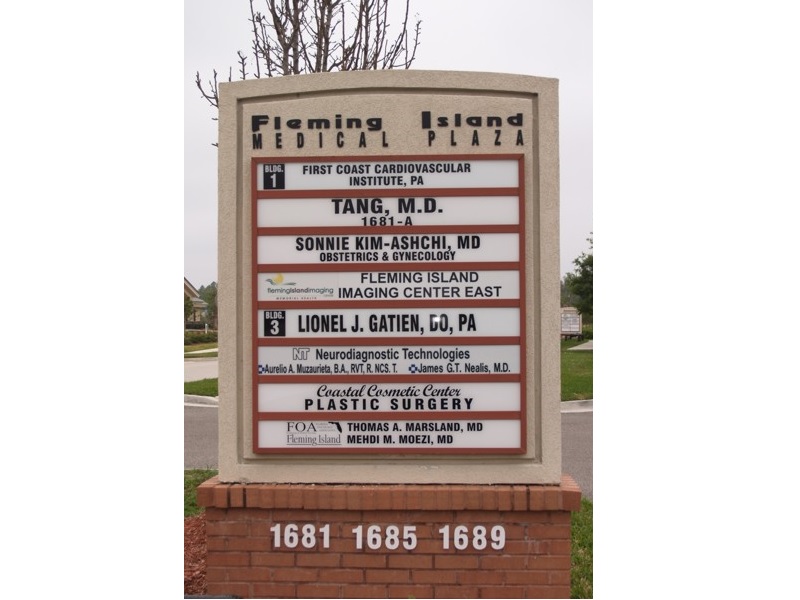 Fleming Island
MEDICAL PLAZA
BLDG. 1
FIRST COAST CARDIOVASCULAR
INSTITUTE, PA
TANG, M.D.
1681-A
SONNIE KIM-ASHCHI, MD
OBSTETRICS & GYNECOLOGY
flemingislandimaging
MEMORIAL HEALTH
FLEMING ISLAND
IMAGING CENTER EAST
BLDG. 3
LIONEL J. GATIEN, DO, PA
NT Neurodiagnostic Technologies
Aurelio A. Muzaurieta, B.A., RVT, R. NCS. T. James G.T. Nealis, M.D.
Coastal Cosmetic Center
PLASTIC SURGERY
FOA
Fleming Island
THOMAS A. MARSLAND, MD
MEHDI M. MOEZI, MD
1681 1685 1689